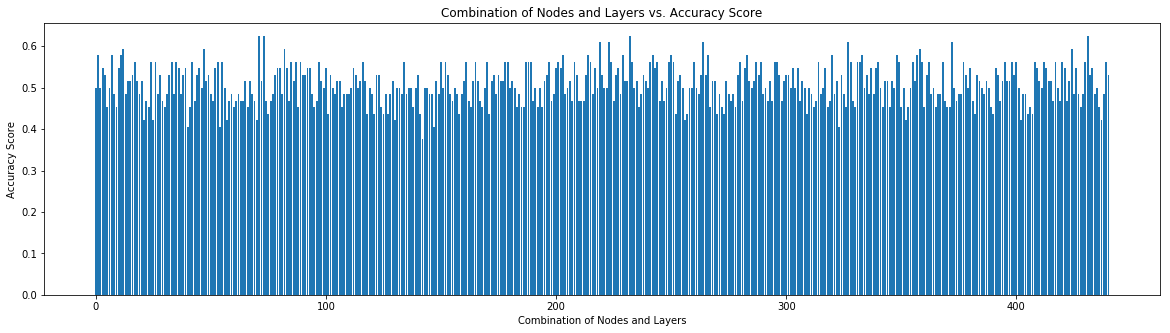 Combination of Nodes and Layers vs. Accuracy Score
Accuracy Score
0.6
0.5
0.4
0.3
0.2
0.1
0.0
0 100 200 300 400
Combination of Nodes and Layers